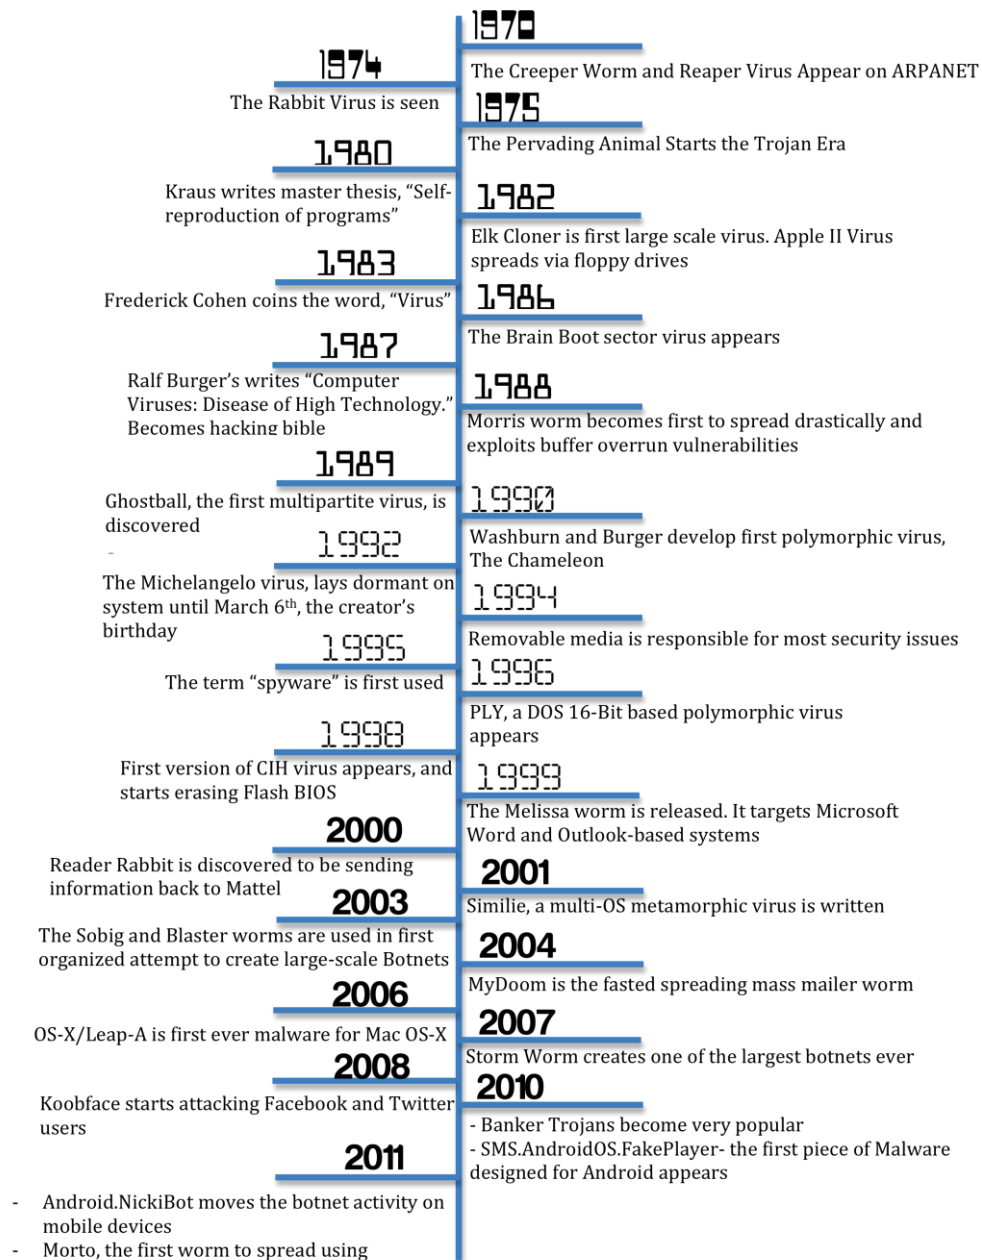 1970
The Creeper Worm and Reaper Virus Appear on ARPANET
1974
The Rabbit Virus is seen
1975
The Pervading Animal Starts the Trojan Era
1980
Kraus writes master thesis, “Self-
reproduction of programs”
1982
Elk Cloner is first large scale virus. Apple II Virus
spreads via floppy drives
1983
Frederick Cohen coins the word, “Virus”
1986
The Brain Boot sector virus appears
1987
Ralf Burger’s writes “Computer
Viruses: Disease of High Technology.”
Becomes hacking bible
1988
Morris worm becomes first to spread drastically and
exploits buffer overrun vulnerabilities
1989
Ghostball, the first multipartite virus, is
discovered
-
1990
Washburn and Burger develop first polymorphic virus,
The Chameleon
1992
The Michelangelo virus, lays dormant on
system until March 6th, the creator’s
birthday
1994
Removable media is responsible for most security issues
1995
The term “spyware” is first used
1996
PLY, a DOS 16-Bit based polymorphic virus
appears
1998
First version of CIH virus appears, and
starts erasing Flash BIOS
1999
The Melissa worm is released. It targets Microsoft
Word and Outlook-based systems
2000
Reader Rabbit is discovered to be sending
information back to Mattel
2001
Similie, a multi-OS metamorphic virus is written
2003
The Sobig and Blaster worms are used in first
organized attempt to create large-scale Botnets
2004
MyDoom is the fasted spreading mass mailer worm
2006
OS-X/Leap-A is first ever malware for Mac OS-X
2007
Storm Worm creates one of the largest botnets ever
2008
Koobface starts attacking Facebook and Twitter
users
2010
- Banker Trojans become very popular
- SMS.AndroidOS.FakePlayer- the first piece of Malware
designed for Android appears
2011
- Android.NickiBot moves the botnet activity on
mobile devices
- Morto, the first worm to spread using